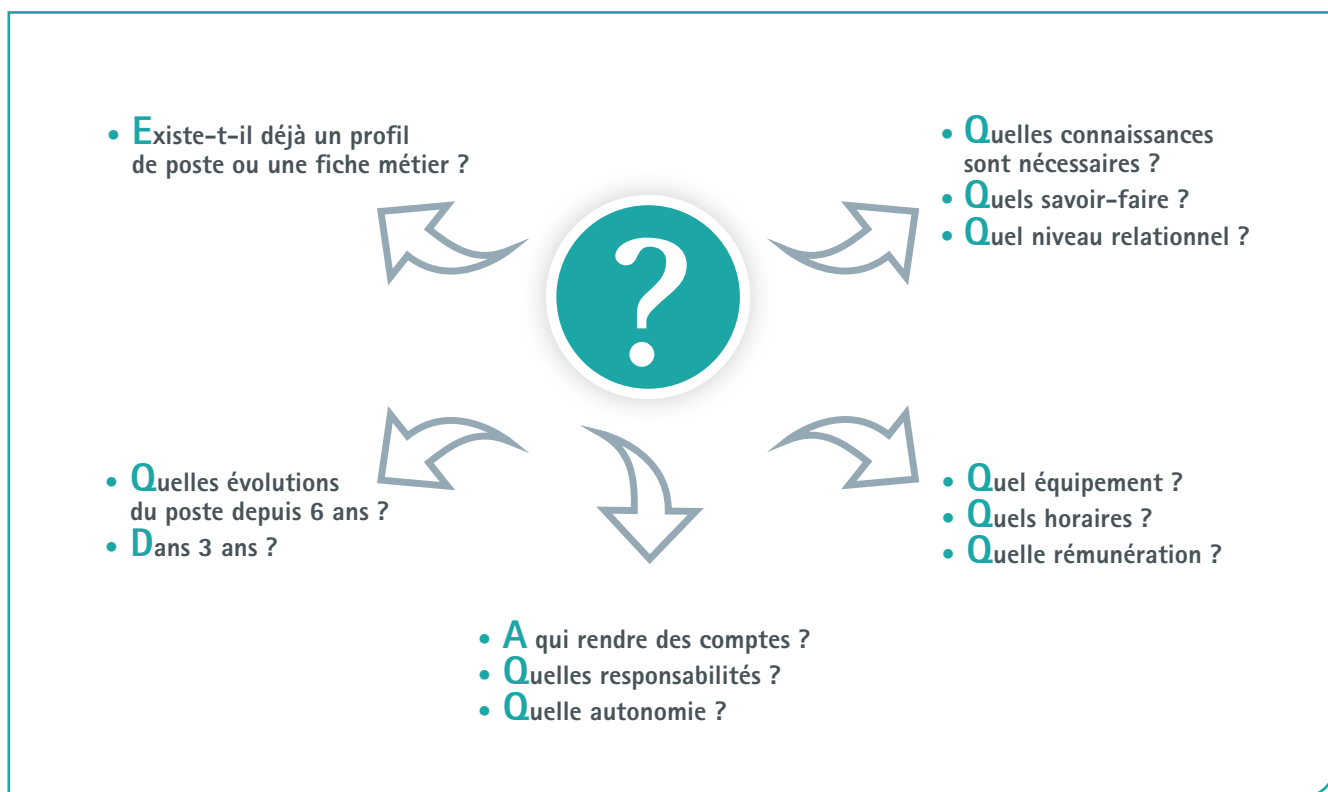 • Existe-t-il déjà un profil
de poste ou une fiche métier ?
• Quelles connaissances
sont nécessaires ?
• Quels savoir-faire ?
• Quel niveau relationnel ?
?
• Quelles évolutions
du poste depuis 6 ans ?
• Dans 3 ans ?
• Quel équipement ?
• Quels horaires ?
• Quelle rémunération ?
• A qui rendre des comptes ?
• Quelles responsabilités ?
• Quelle autonomie ?